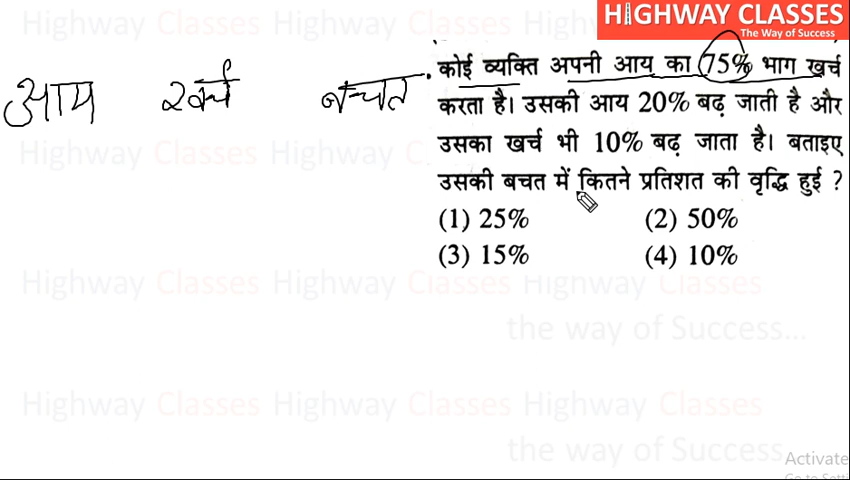 HIGHWAY CLASSES
The Way of Success
आय खर्च बचत
कोई व्यक्ति अपनी आय का 75% भाग खर्च
करता है। उसकी आय 20% बढ़ जाती है और
उसका खर्च भी 10% बढ़ जाता है। बताइए
उसकी बचत में कितने प्रतिशत की वृद्धि हुई ?
(1) 25% (2) 50%
(3) 15% (4) 10%
Highway Classes Highway C.
Highway Classes Highway Classes Highway Classes
the way of Success...
Highway Classes Highway Classes Highway Classes
the way of Success
Activate